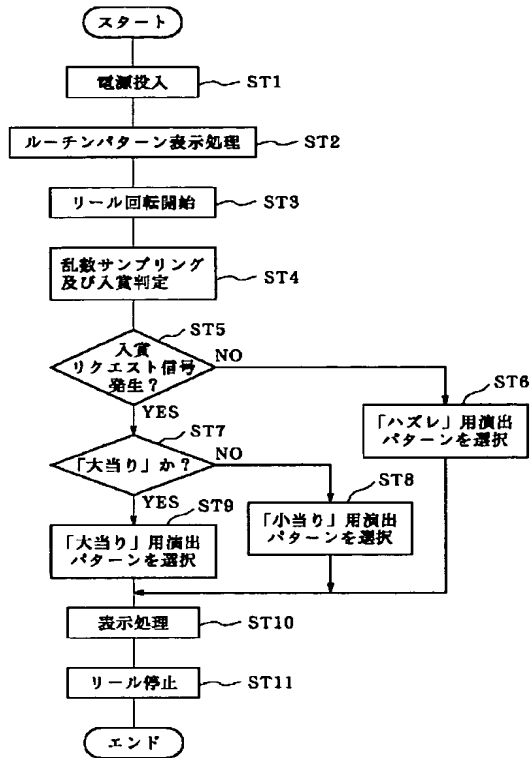 スタート
電源投入 ST1
ルーチンパターン表示処理 ST2
リール回転開始 ST3
乱数サンプリング
及び入賞判定 ST4
ST5
入賞
リクエスト信号
発生?
NO
YES
ST6
「ハズレ」用演出
パターンを選択
ST7
「大当り」か?
NO
YES
ST8
「小当り」用演出
パターンを選択
ST9
「大当り」用演出
パターンを選択
表示処理 ST10
リール停止 ST11
エンド